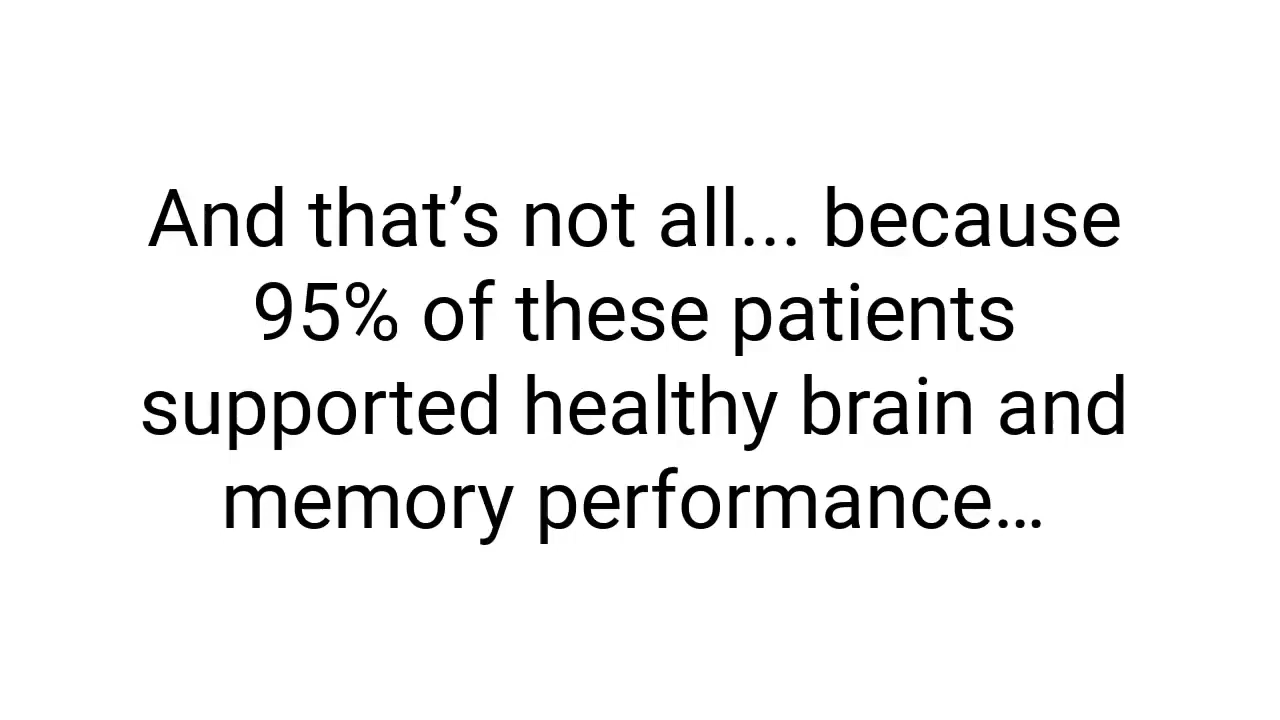 And that’s not all... because
95% of these patients
supported healthy brain and
memory performance…